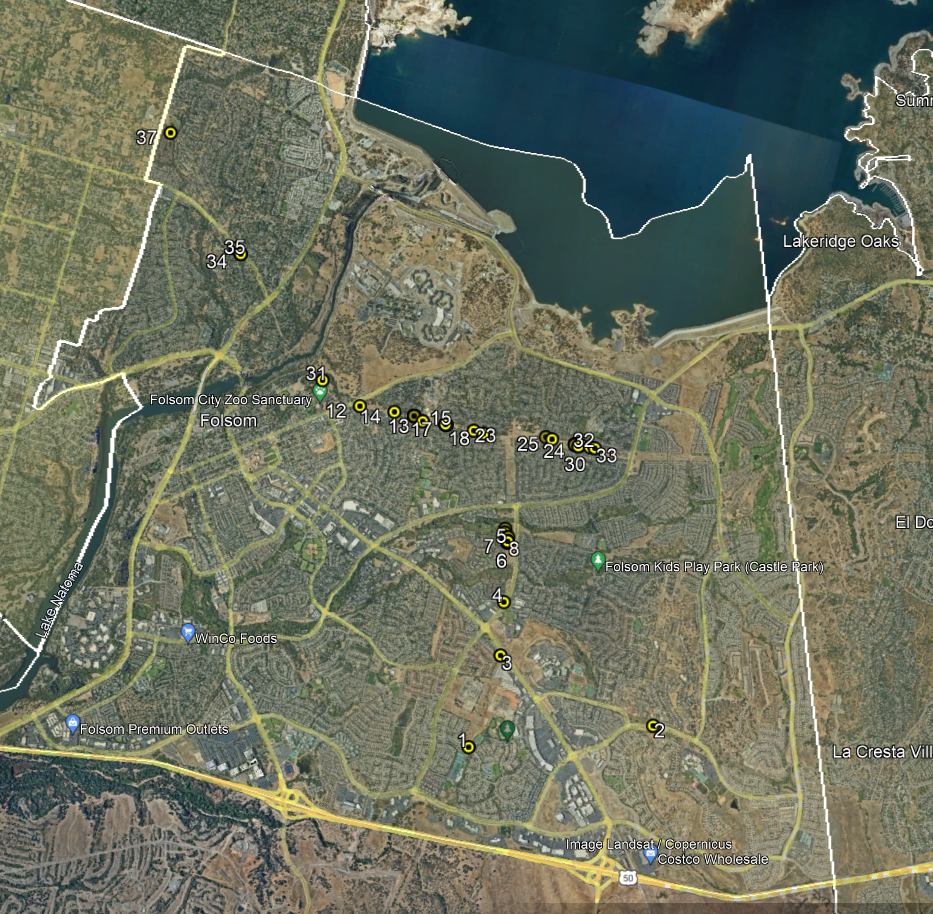 Summ
37
Lakeridge Oaks
35
34
31
Folsom City Zoo Sanctuary
12
14
15
Folsom
13
17
18
23
25
24
32
33
30
El Do
5
7
8
6
Folsom Kids Play Park (Castle Park)
4
Lake Natoma
WinCo Foods
3
Folsom Premium Outlets
2
1
La Cresta Vill
Image Landsat / Copernicus
Costco Wholesale
50